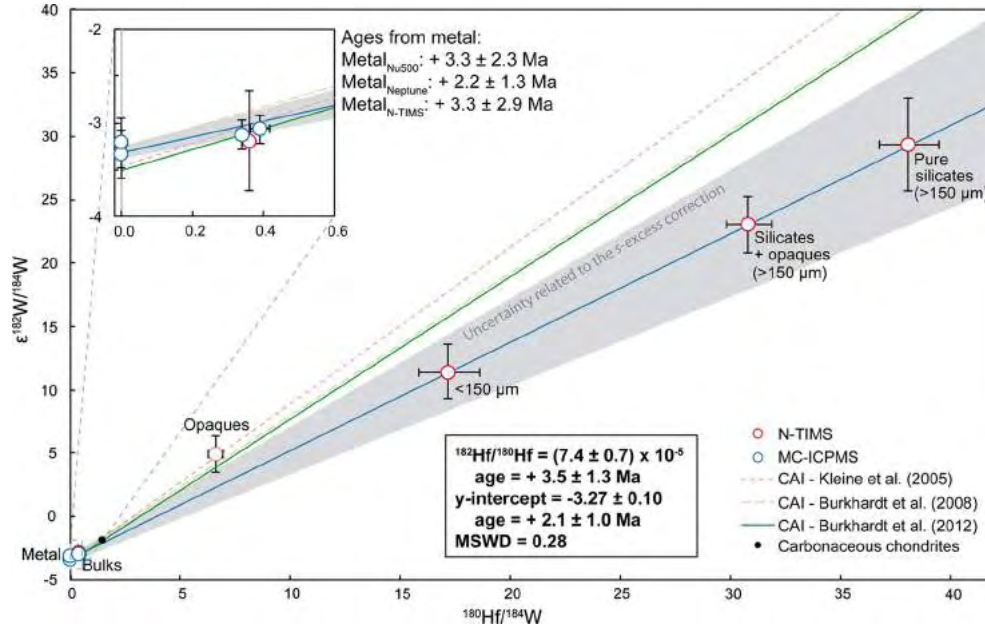 -2
-3
-4
0.0 0.2 0.4 0.6
Ages from metal:
Metal_Nu500: + 3.3 ± 2.3 Ma
Metal_Neptune: + 2.2 ± 1.3 Ma
Metal_N-TIMS: + 3.3 ± 2.9 Ma
40
35
30
25
20
15
10
5
0
-5
ε¹⁸²W/¹⁸⁴W
Pure
silicates
(>150 µm)
Silicates
+ opaques
(>150 µm)
Uncertainty related to the s-excess correction
<150 µm
Opaques
Metal
Bulks
¹⁸²Hf/¹⁸⁰Hf = (7.4 ± 0.7) x 10⁻⁵
age = + 3.5 ± 1.3 Ma
y-intercept = -3.27 ± 0.10
age = + 2.1 ± 1.0 Ma
MSWD = 0.28
N-TIMS
MC-ICPMS
CAI - Kleine et al. (2005)
CAI - Burkhardt et al. (2008)
CAI - Burkhardt et al. (2012)
Carbonaceous chondrites
0 5 10 15 20 25 30 35 40
¹⁸⁰Hf/¹⁸⁴W